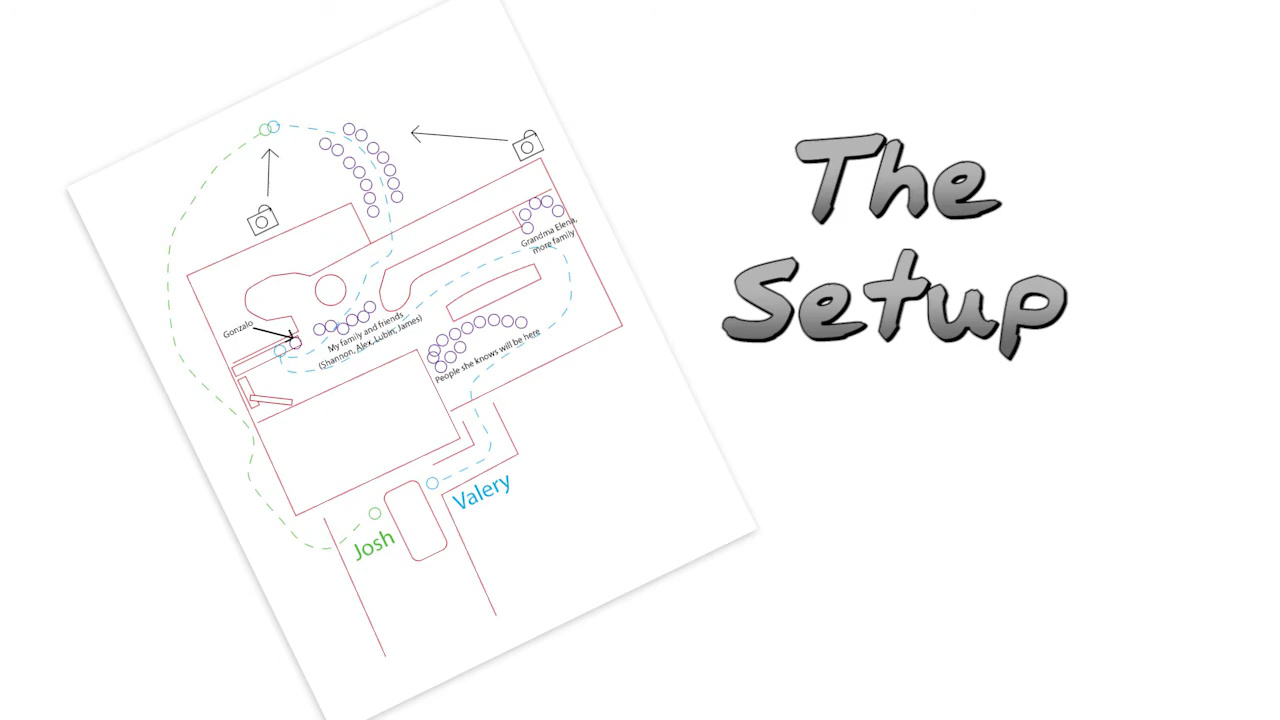 The
Setup
Grandma Elena,
more family
Gonzalo
My family and friends
(Shannon, Alex, Lubin, James)
People she knows will be here
Valery
Josh